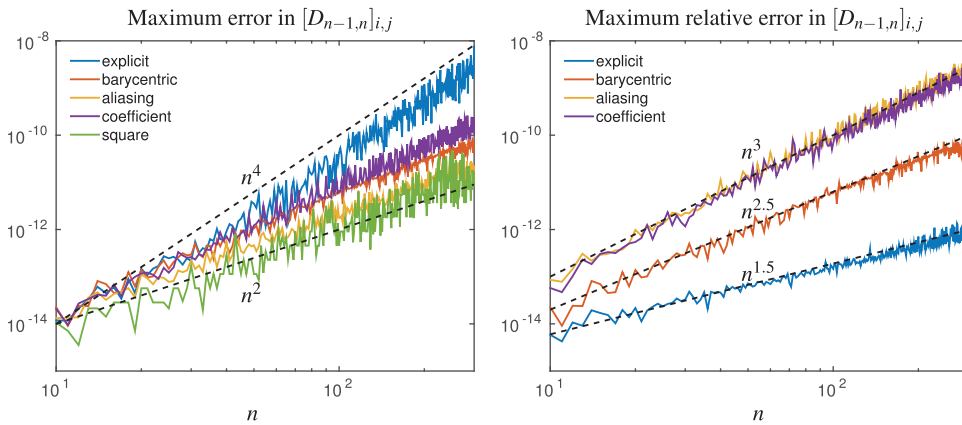 Maximum error in [D_{n−1,n}]_{i,j}
10^{-8}
10^{-10}
10^{-12}
10^{-14}
explicit
barycentric
aliasing
coefficient
square
n^4
n^2
10^1
10^2
n
Maximum relative error in [D_{n−1,n}]_{i,j}
10^{-8}
10^{-10}
10^{-12}
10^{-14}
explicit
barycentric
aliasing
coefficient
n^3
n^{2.5}
n^{1.5}
10^1
10^2
n